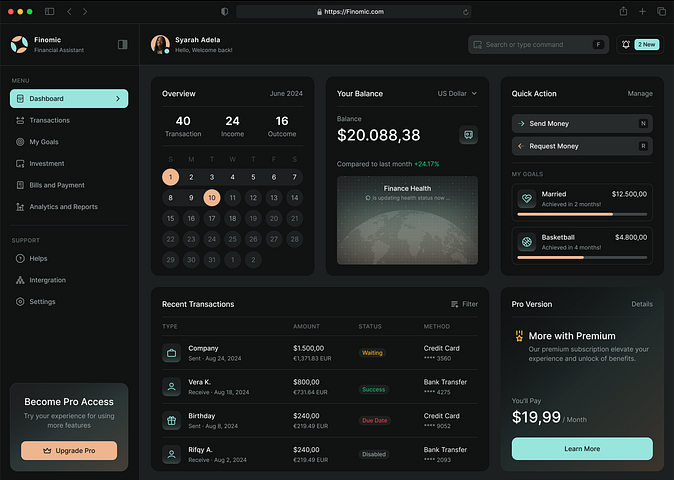 https://Finomic.com
Finomic
Financial Assistant
MENU
Dashboard
Transactions
My Goals
Investment
Bills and Payment
Analytics and Reports
SUPPORT
Helps
Intergration
Settings
Become Pro Access
Try your experience for using
more features
Upgrade Pro
Syarah Adela
Hello, Welcome back!
Search or type command
F
2 New
Overview
June 2024
40
24
16
Transaction
Income
Outcome
S M T W T F S
1 2 3 4 5 6 7
8 9 10 11 12 13 14
15 16 17 18 19 20 21
22 23 24 25 26 27 28
29 30 31 1 2
Your Balance
US Dollar
Balance
$20.088,38
Compared to last month +24.17%
Finance Health
is updating health status now ...
Quick Action
Manage
Send Money
N
Request Money
R
MY GOALS
Married
$12.500,00
Achieved in 2 months!
Basketball
$4.800,00
Achieved in 4 months!
Recent Transactions
Filter
TYPE AMOUNT STATUS METHOD
Company $1.500,00 Waiting Credit Card
Sent · Aug 24, 2024 €1,371.83 EUR **** 3560
Vera K. $800,00 Success Bank Transfer
Receive · Aug 18, 2024 €731.64 EUR **** 4275
Birthday $240,00 Due Date Credit Card
Sent · Aug 8, 2024 €219.49 EUR **** 9052
Rifqy A. $240,00 Disabled Bank Transfer
Receive · Aug 2, 2024 €219.49 EUR **** 2093
Pro Version
Details
More with Premium
Our premium subscription elevate your
experience and unlock of benefits.
You'll Pay
$19,99 / Month
Learn More